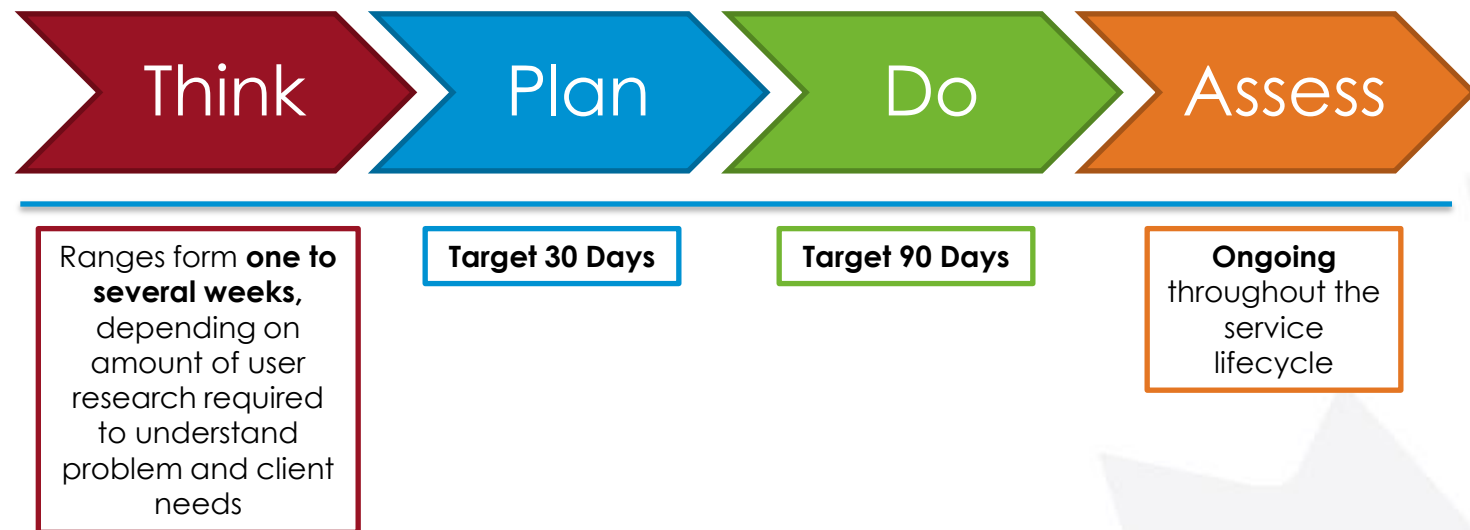 Think
Plan
Do
Assess
Ranges form one to
several weeks,
depending on
amount of user
research required
to understand
problem and client
needs
Target 30 Days
Target 90 Days
Ongoing
throughout the
service
lifecycle